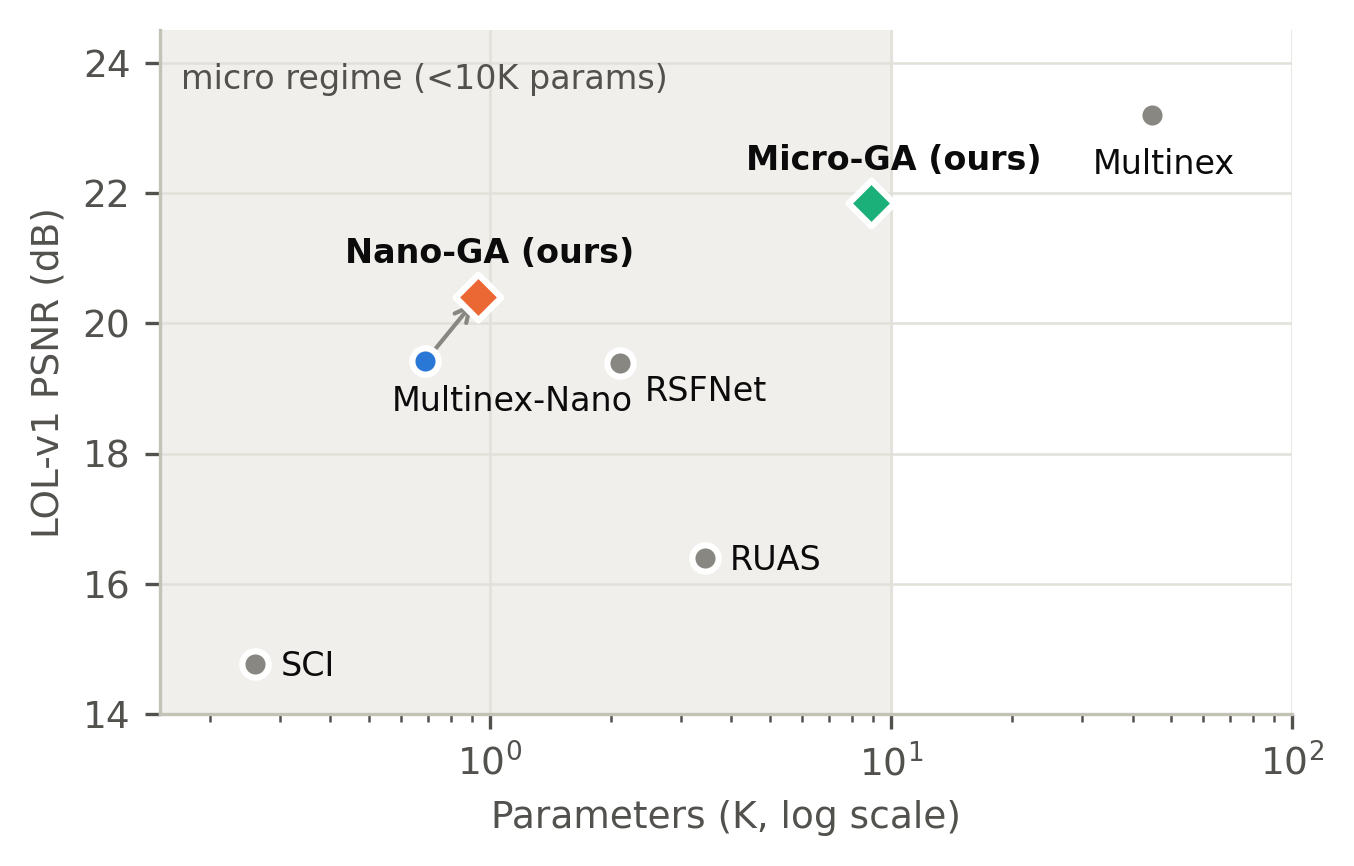 micro regime (<10K params)
Micro-GA (ours)
Multinex
Nano-GA (ours)
Multinex-Nano
RSFNet
RUAS
SCI
LOL-v1 PSNR (dB)
24
22
20
18
16
14
10⁰
10¹
10²
Parameters (K, log scale)